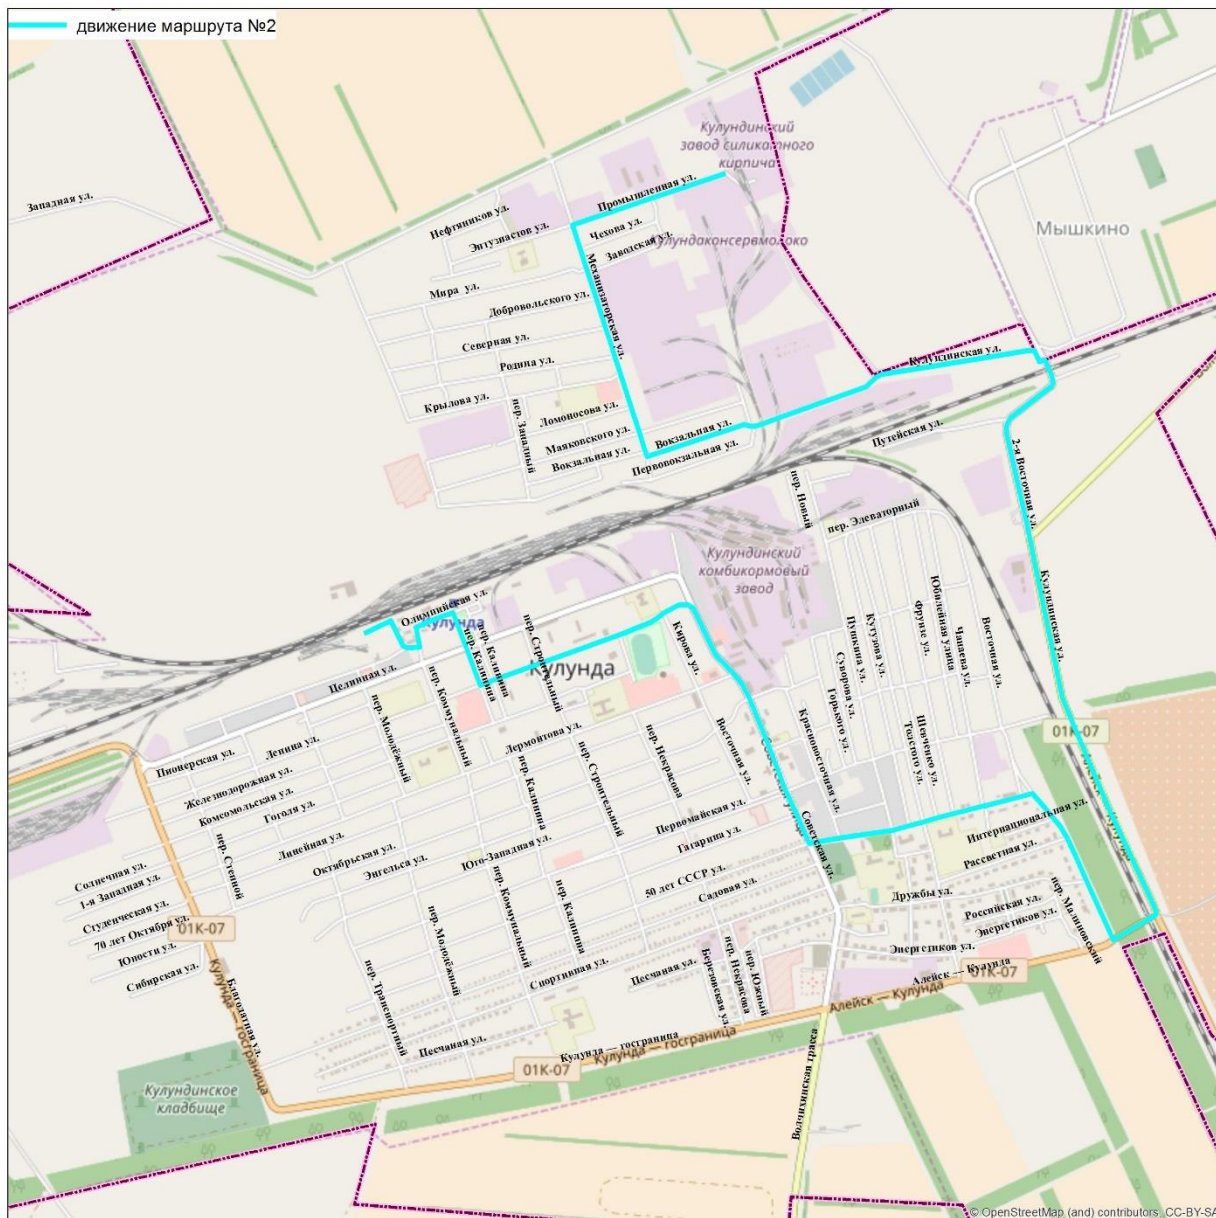 движение маршрута №2
Кулундинский
завод силикатного
кирпича
Западная ул.
Промышленная ул.
Нефтяников ул.
Энтузиастов ул.
Чехова ул.
Заводская ул.
Кулундаконсервмолоко
Мышкино
Мира ул.
Механизаторская ул.
Добровольского ул.
Северная ул.
Родина ул.
Кулундинская ул.
Крылова ул.
пер. Западный
Ломоносова ул.
Маяковского ул.
Вокзальная ул.
Вокзальная ул.
Первовокзальная ул.
Путейская ул.
2-я Восточная ул.
пер. Новый
пер. Элеваторный
Кулундинский
комбикормовый
завод
Олимпийская ул.
Кулунда
пер. Калинина
пер. Калинина
пер. Строительный
Кулунда
Кирова ул.
Пушкина ул.
Суворова ул.
Кутузова ул.
Горького ул.
Фрунзе ул.
Юбилейная улица
Чапаева ул.
Восточная ул.
Кулундинская ул.
Целинная ул.
пер. Молодёжный
пер. Коммунальный
Лермонтова ул.
пер. Некрасова
Восточная ул.
Советская улица
Красновосточная ул.
Шевченко ул.
Толстого ул.
01К-07
Алейск — Кулунда
Пионерская ул.
Ленина ул.
Железнодорожная ул.
Комсомольская ул.
Гоголя ул.
пер. Калинина
пер. Строительный
Первомайская ул.
Гагарина ул.
Советская ул.
Интернациональная ул.
Рассветная ул.
пер. Степной
Линейная ул.
Октябрьская ул.
Энгельса ул.
Юго-Западная ул.
50 лет СССР ул.
Садовая ул.
Дружбы ул.
Российская ул.
Энергетиков ул.
Энергетиков ул.
пер. Малиновский
Солнечная ул.
1-я Западная ул.
Студенческая ул.
70 лет Октября ул.
Юности ул.
Сибирская ул.
01К-07
Кулунда — госграница
Благодатная ул.
пер. Молодёжный
пер. Коммунальный
пер. Калинина
пер. Транспортный
Спортивная ул.
Песчаная ул.
Березовская ул.
пер. Некрасова
пер. Южный
Алейск — Кулунда
01К-07
Алейск — Кулунда
Песчаная ул.
Кулунда — госграница
Кулунда — госграница
01К-07
Волчихинская трасса
Кулундинское
кладбище
© OpenStreetMap (and) contributors, CC-BY-SA